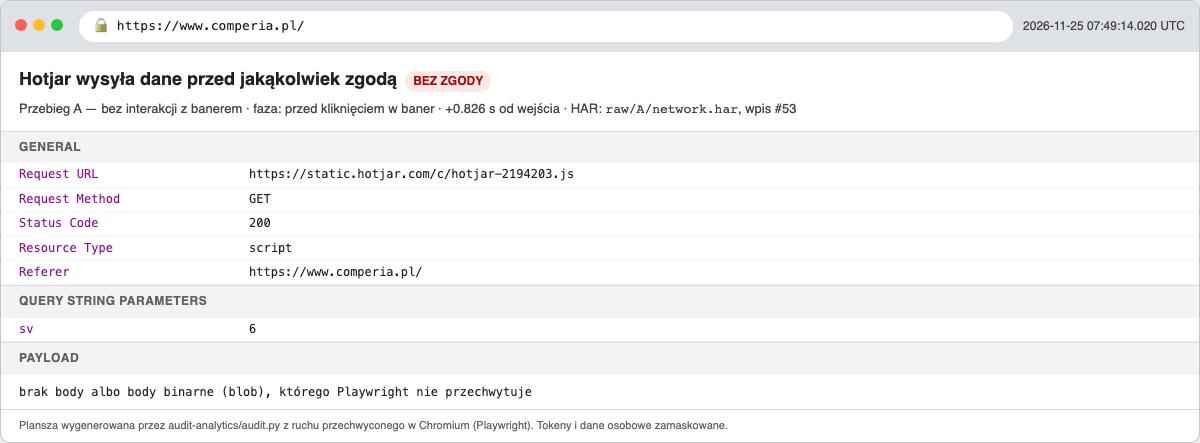 https://www.comperia.pl/
2026-11-25 07:49:14.020 UTC
Hotjar wysyła dane przed jakąkolwiek zgodą BEZ ZGODY
Przebieg A — bez interakcji z banerem · faza: przed kliknięciem w baner · +0.826 s od wejścia · HAR: raw/A/network.har, wpis #53
GENERAL
Request URL https://static.hotjar.com/c/hotjar-2194203.js
Request Method GET
Status Code 200
Resource Type script
Referer https://www.comperia.pl/
QUERY STRING PARAMETERS
sv 6
PAYLOAD
brak body albo body binarne (blob), którego Playwright nie przechwytuje
Plansza wygenerowana przez audit-analytics/audit.py z ruchu przechwyconego w Chromium (Playwright). Tokeny i dane osobowe zamaskowane.